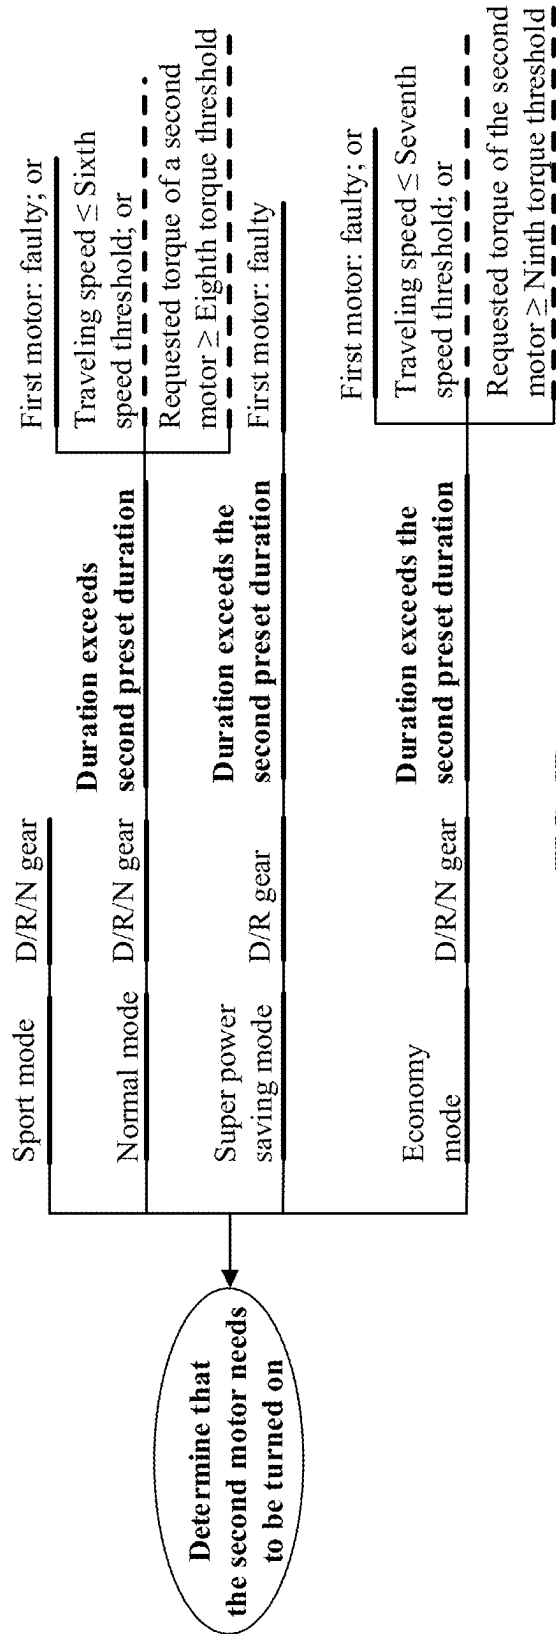 Determine that
the second motor needs
to be turned on
Sport mode
D/R/N gear
Normal mode
D/R/N gear
Duration exceeds
second preset duration
First motor: faulty; or
Traveling speed ≤ Sixth
speed threshold; or
Requested torque of a second
motor ≥ Eighth torque threshold
Super power
saving mode
D/R gear
Duration exceeds the
second preset duration
First motor: faulty
Economy
mode
D/R/N gear
Duration exceeds the
second preset duration
First motor: faulty; or
Traveling speed ≤ Seventh
speed threshold; or
Requested torque of the second
motor ≥ Ninth torque threshold